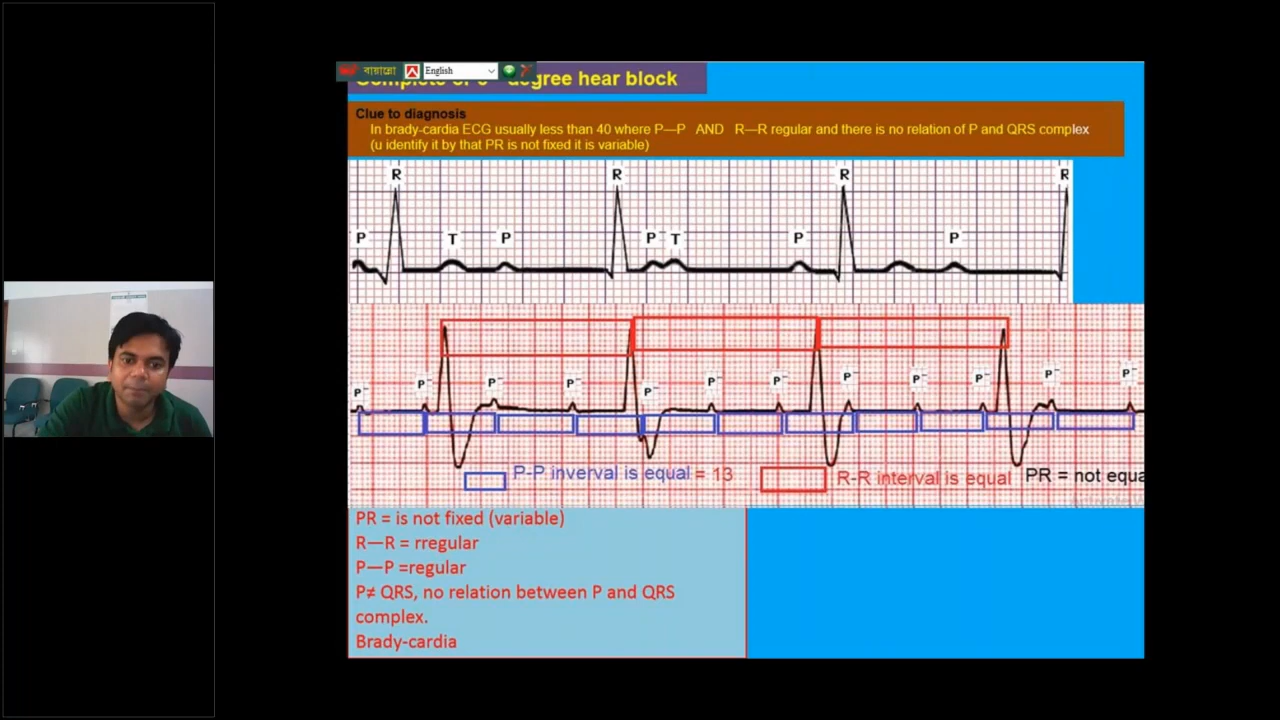 বায়ান্নো English
Complete or 3rd degree hear block
Clue to diagnosis
In brady-cardia ECG usually less than 40 where P—P AND R—R regular and there is no relation of P and QRS complex
(u identify it by that PR is not fixed it is variable)
R R R R
P T P P T P P
P P P P P P P P P P P P
P-P inverval is equal = 13 R-R interval is equal PR = not equa
PR = is not fixed (variable)
R—R = rregular
P—P =regular
P≠ QRS, no relation between P and QRS
complex.
Brady-cardia